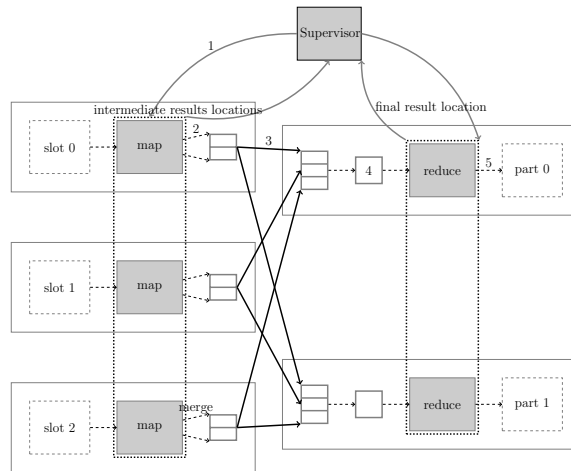 Supervisor
1
intermediate results locations
final result location
2
3
slot 0
map
4
reduce
5
part 0
slot 1
map
merge
slot 2
map
reduce
part 1